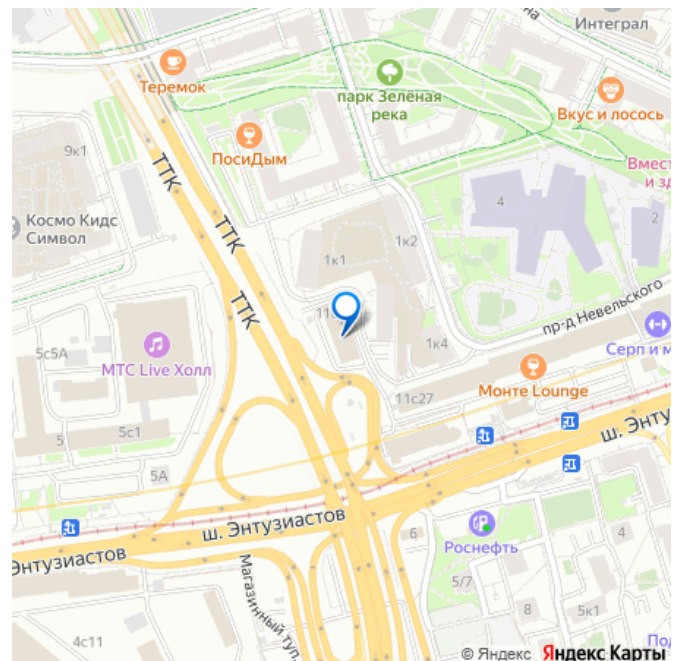 Интеграл
Теремок
парк Зелёная
река
Вкус и лосось
ПосиДым
9к1
ТТК
Вмест
и зд
4
2
Космо Кидс
Символ
ТТК
1к2
1к1
ТТК
пр-д Невельского
5с5А
МТС Live Холл
1к4
Серп и м
Монте Lounge
11с27
5
5с1
ш. Энту
5А
ш. Энтузиастов
Роснефть
6
4
Энтузиастов
5/7
Магазинный туп.
8
5к1
4с11
Под
© Яндекс Яндекс Карты